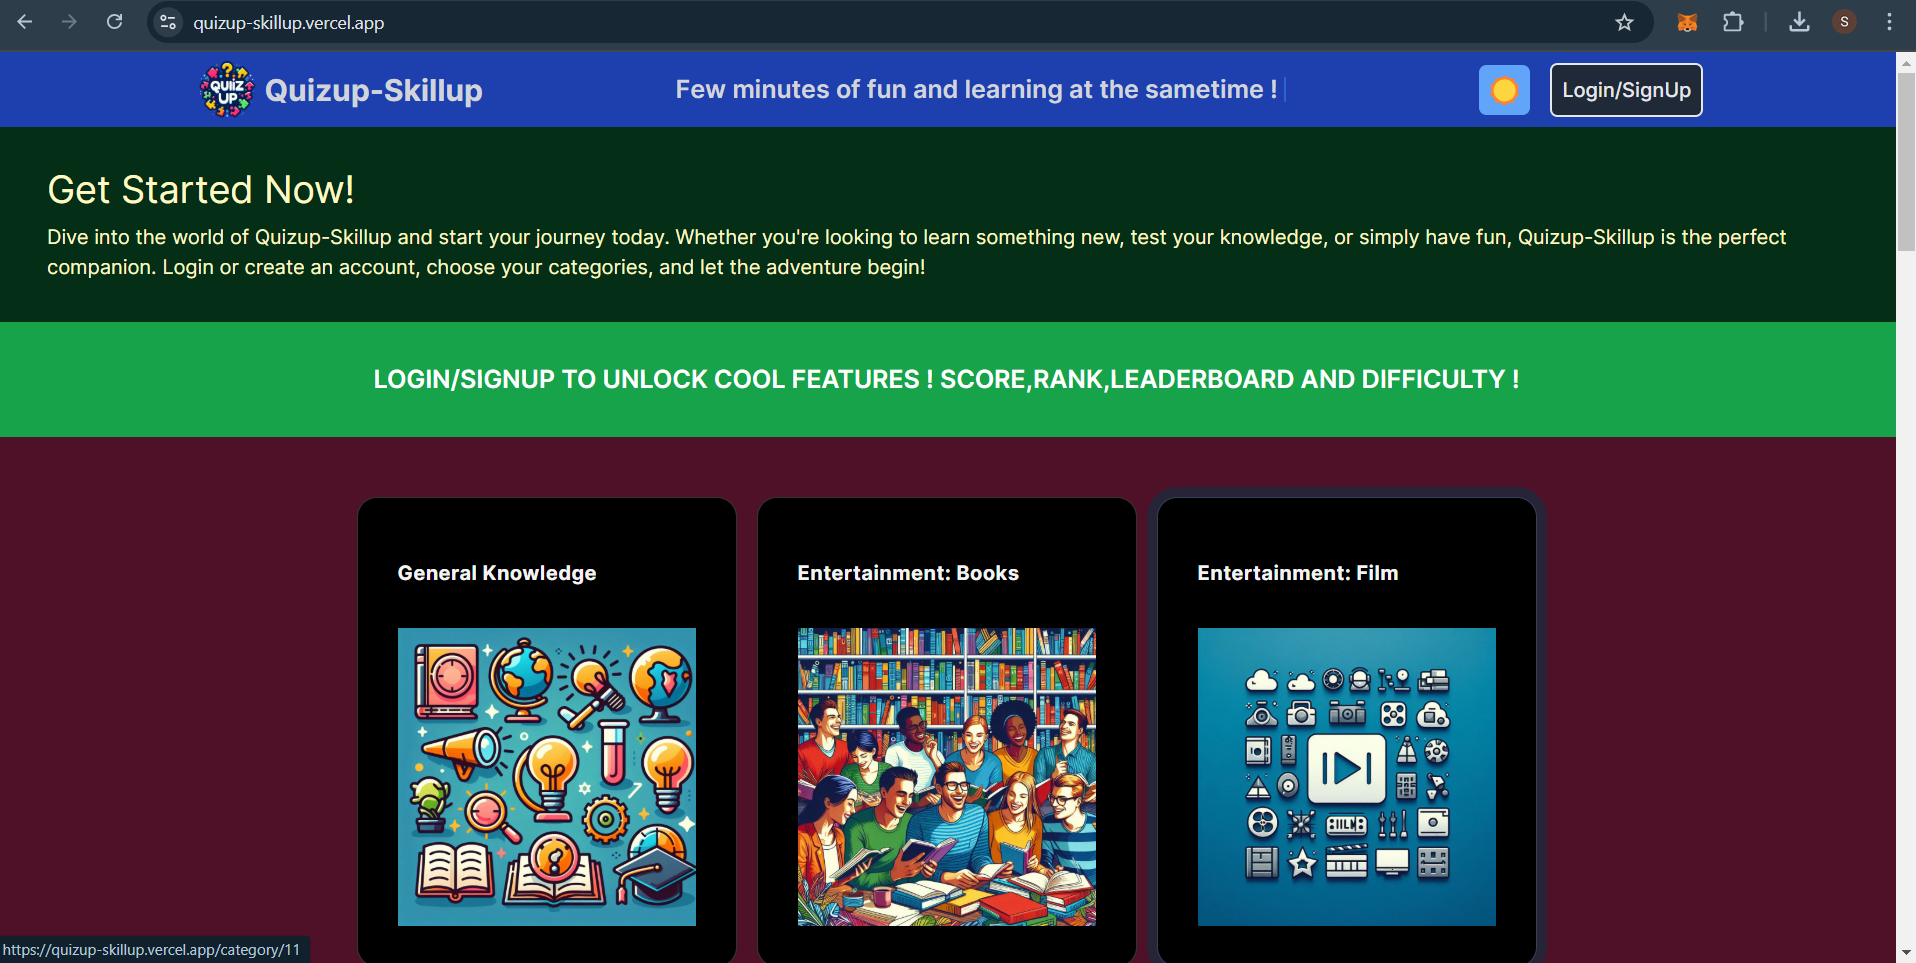 quizup-skillup.vercel.app
S
QUIZ
UP
Quizup-Skillup
Few minutes of fun and learning at the sametime !
Login/SignUp
Get Started Now!
Dive into the world of Quizup-Skillup and start your journey today. Whether you're looking to learn something new, test your knowledge, or simply have fun, Quizup-Skillup is the perfect
companion. Login or create an account, choose your categories, and let the adventure begin!
LOGIN/SIGNUP TO UNLOCK COOL FEATURES ! SCORE,RANK,LEADERBOARD AND DIFFICULTY !
General Knowledge
Entertainment: Books
Entertainment: Film
https://quizup-skillup.vercel.app/category/11